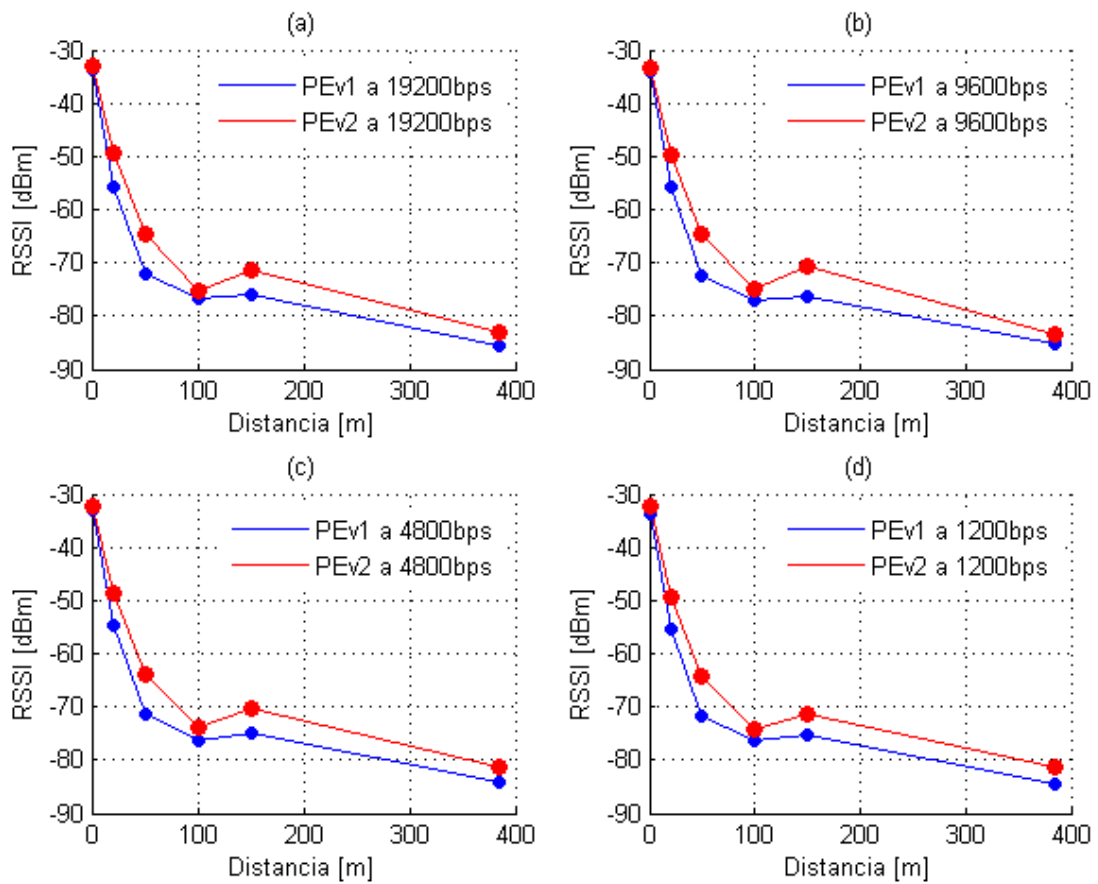 (a)
RSSI [dBm]
-30
-40
-50
-60
-70
-80
-90
PEv1 a 19200bps
PEv2 a 19200bps
0 100 200 300 400
Distancia [m]
(b)
RSSI [dBm]
-30
-40
-50
-60
-70
-80
-90
PEv1 a 9600bps
PEv2 a 9600bps
0 100 200 300 400
Distancia [m]
(c)
RSSI [dBm]
-30
-40
-50
-60
-70
-80
-90
PEv1 a 4800bps
PEv2 a 4800bps
0 100 200 300 400
Distancia [m]
(d)
RSSI [dBm]
-30
-40
-50
-60
-70
-80
-90
PEv1 a 1200bps
PEv2 a 1200bps
0 100 200 300 400
Distancia [m]